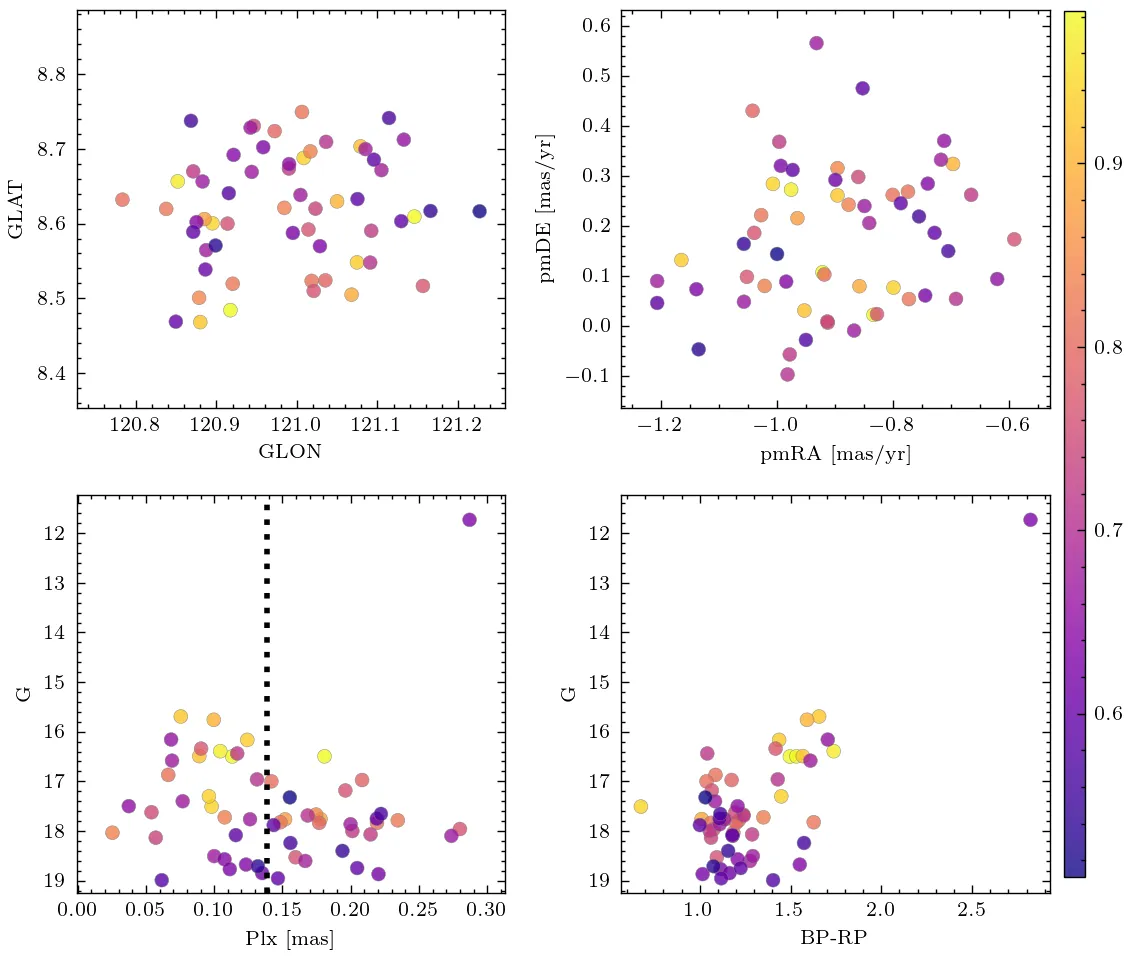 8.8
8.7
8.6
8.5
8.4
GLAT
120.8 120.9 121.0 121.1 121.2
GLON
0.6
0.5
0.4
0.3
0.2
0.1
0.0
−0.1
pmDE [mas/yr]
−1.2 −1.0 −0.8 −0.6
pmRA [mas/yr]
0.9
0.8
0.7
0.6
12
13
14
15
16
17
18
19
G
0.00 0.05 0.10 0.15 0.20 0.25 0.30
Plx [mas]
12
13
14
15
16
17
18
19
G
1.0 1.5 2.0 2.5
BP-RP